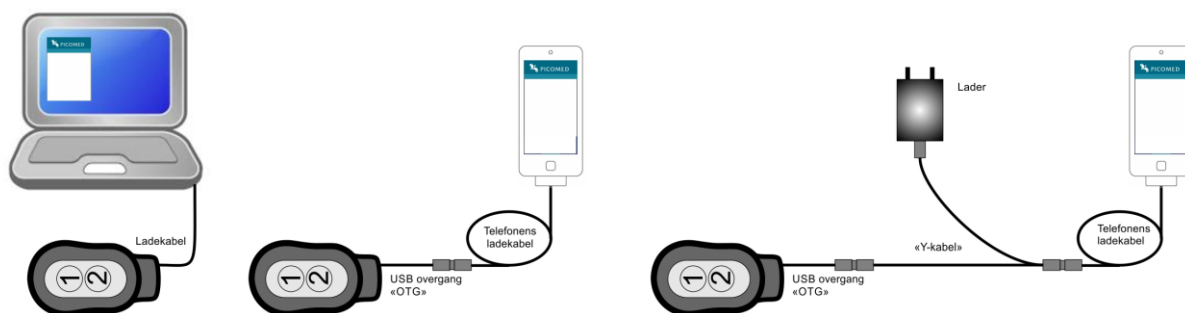 PICOMED
Ladekabel
1
2
PICOMED
Telefonens
ladekabel
USB overgang
«OTG»
1
2
Lader
PICOMED
«Y-kabel»
Telefonens
ladekabel
USB overgang
«OTG»
1
2